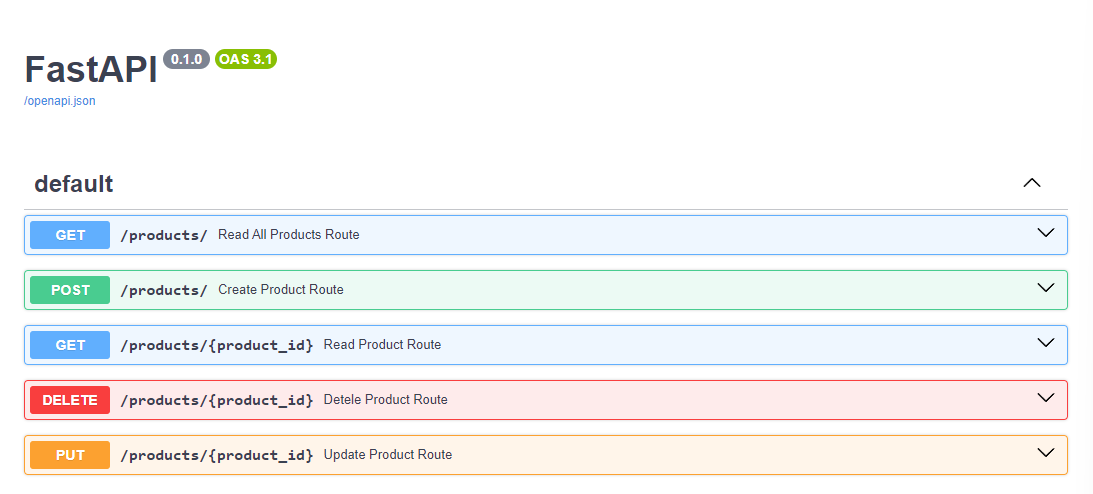 FastAPI 0.1.0 OAS 3.1
/openapi.json
default
GET /products/ Read All Products Route
POST /products/ Create Product Route
GET /products/{product_id} Read Product Route
DELETE /products/{product_id} Detele Product Route
PUT /products/{product_id} Update Product Route